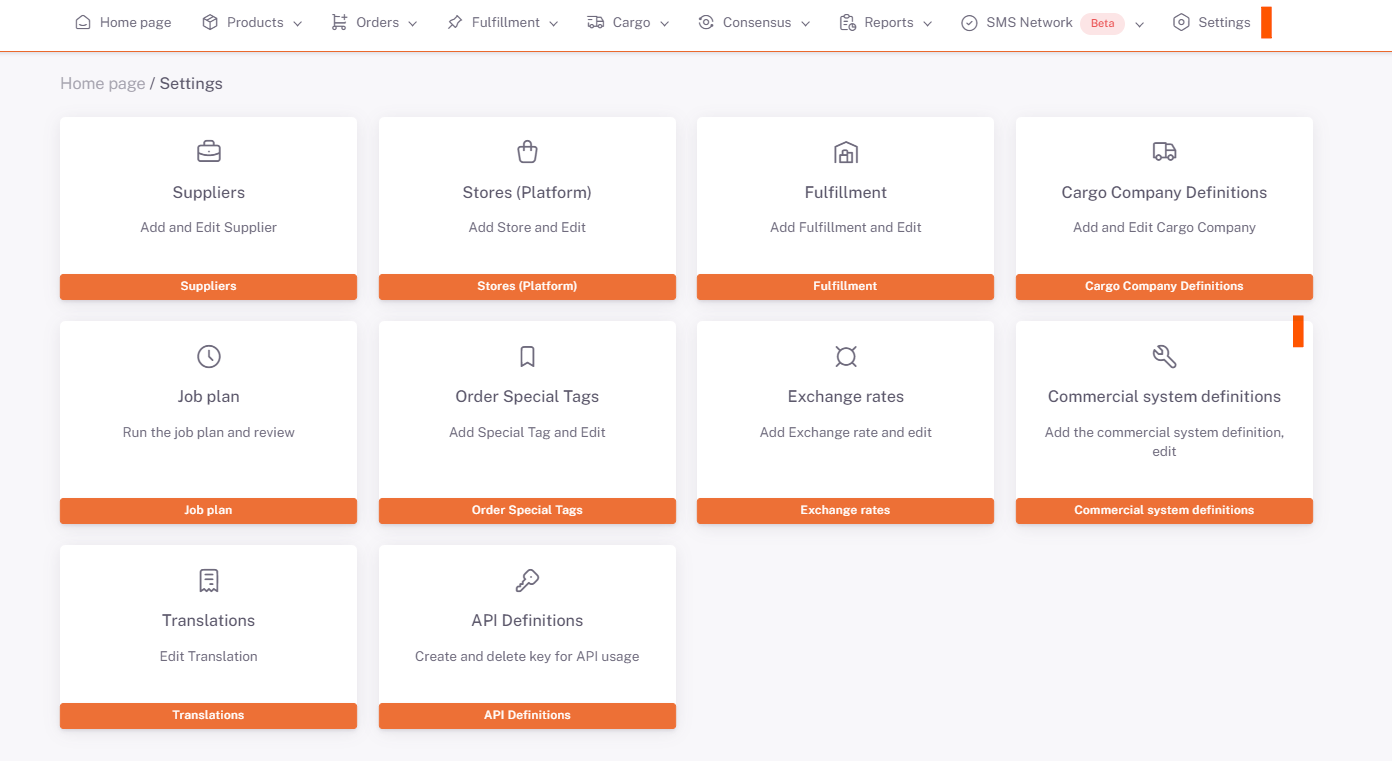 Home page Products Orders Fulfillment Cargo Consensus Reports SMS Network Beta Settings
Home page / Settings
Suppliers
Add and Edit Supplier
Suppliers
Stores (Platform)
Add Store and Edit
Stores (Platform)
Fulfillment
Add Fulfillment and Edit
Fulfillment
Cargo Company Definitions
Add and Edit Cargo Company
Cargo Company Definitions
Job plan
Run the job plan and review
Job plan
Order Special Tags
Add Special Tag and Edit
Order Special Tags
Exchange rates
Add Exchange rate and edit
Exchange rates
Commercial system definitions
Add the commercial system definition,
edit
Commercial system definitions
Translations
Edit Translation
Translations
API Definitions
Create and delete key for API usage
API Definitions